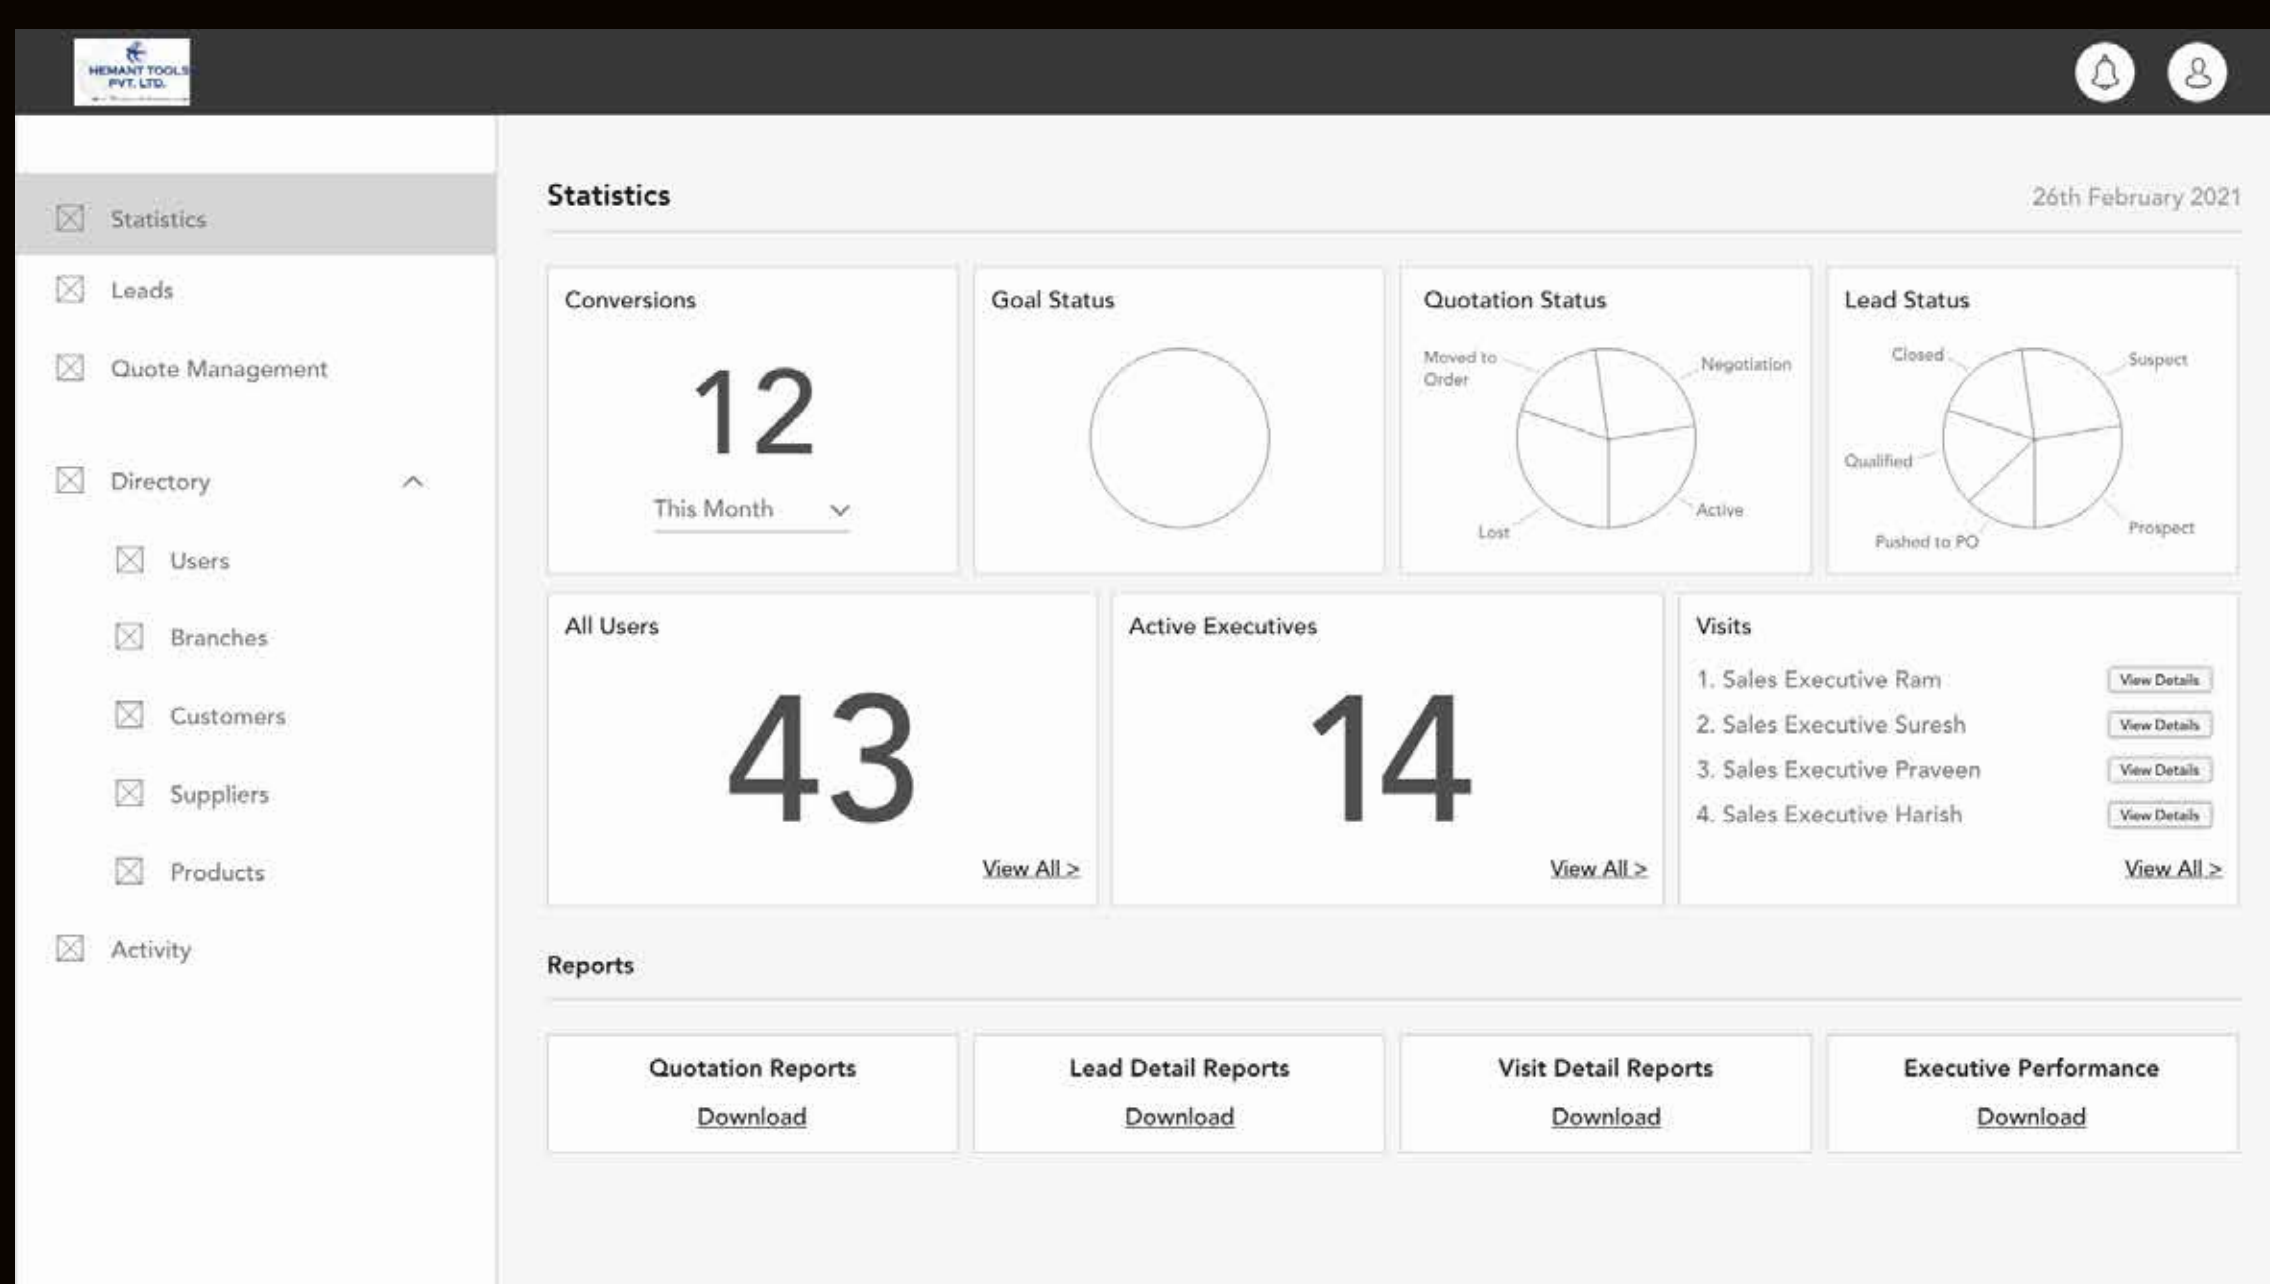 HEMANT TOOLS
PVT. LTD.
Statistics
Leads
Quote Management
Directory
Users
Branches
Customers
Suppliers
Products
Activity
Statistics
26th February 2021
Conversions
12
This Month
Goal Status
Quotation Status
Moved to
Order
Negotiation
Active
Lost
Lead Status
Closed
Suspect
Qualified
Pushed to PO
Prospect
All Users
43
View All >
Active Executives
14
View All >
Visits
1. Sales Executive Ram View Details
2. Sales Executive Suresh View Details
3. Sales Executive Praveen View Details
4. Sales Executive Harish View Details
View All >
Reports
Quotation Reports
Download
Lead Detail Reports
Download
Visit Detail Reports
Download
Executive Performance
Download